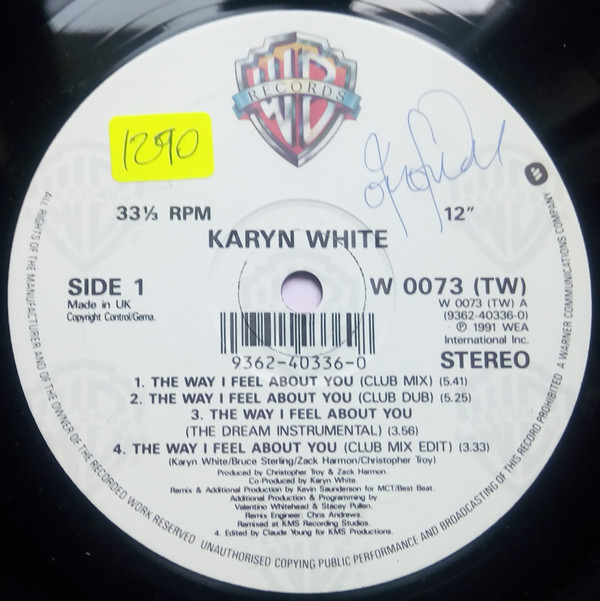 WB
RECORDS
1290
33⅓ RPM
12"
KARYN WHITE
SIDE 1
Made in UK
Copyright Control/Gema.
W 0073 (TW)
W 0073 (TW) A
(9362-40336-0)
℗ 1991 WEA
International Inc.
STEREO
9362-40336-0
1. THE WAY I FEEL ABOUT YOU (CLUB MIX) (5.41)
2. THE WAY I FEEL ABOUT YOU (CLUB DUB) (5.25)
3. THE WAY I FEEL ABOUT YOU
(THE DREAM INSTRUMENTAL) (3.56)
4. THE WAY I FEEL ABOUT YOU (CLUB MIX EDIT) (3.33)
(Karyn White/Bruce Sterling/Zack Harmon/Christopher Troy)
Produced by Christopher Troy & Zack Harmon.
Co-Produced by Karyn White.
Remix & Additional Production by Kevin Saunderson for MCT/Best Beat.
Additional Production & Programming by
Valentino Whitehead & Stacey Pullen.
Remix Engineer: Chris Andrews.
Remixed at KMS Recording Studios.
4. Edited by Claude Young for KMS Productions.
ALL RIGHTS OF THE MANUFACTURER AND OF THE OWNER OF THE RECORDED WORK RESERVED UNAUTHORISED COPYING PUBLIC PERFORMANCE AND BROADCASTING OF THIS RECORD PROHIBITED A WARNER COMMUNICATIONS COMPANY